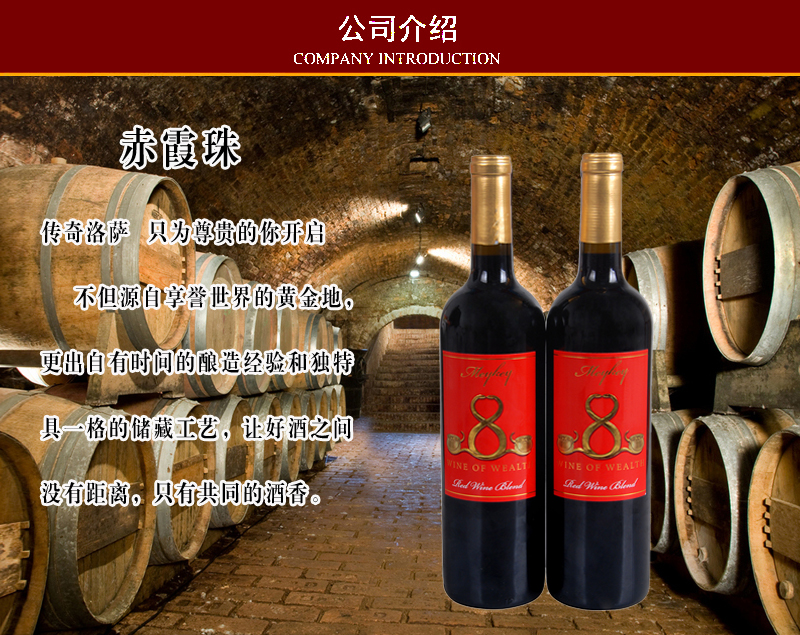 公司介绍
COMPANY INTRODUCTION
赤霞珠
传奇洛萨 只为尊贵的你开启
不但源自享誉世界的黄金地，
更出自有时间的酿造经验和独特
具一格的储藏工艺，让好酒之间
没有距离，只有共同的酒香。
8
WINE OF WEALT
Red Wine Blend
8
WINE OF WEALT
Red Wine Blend